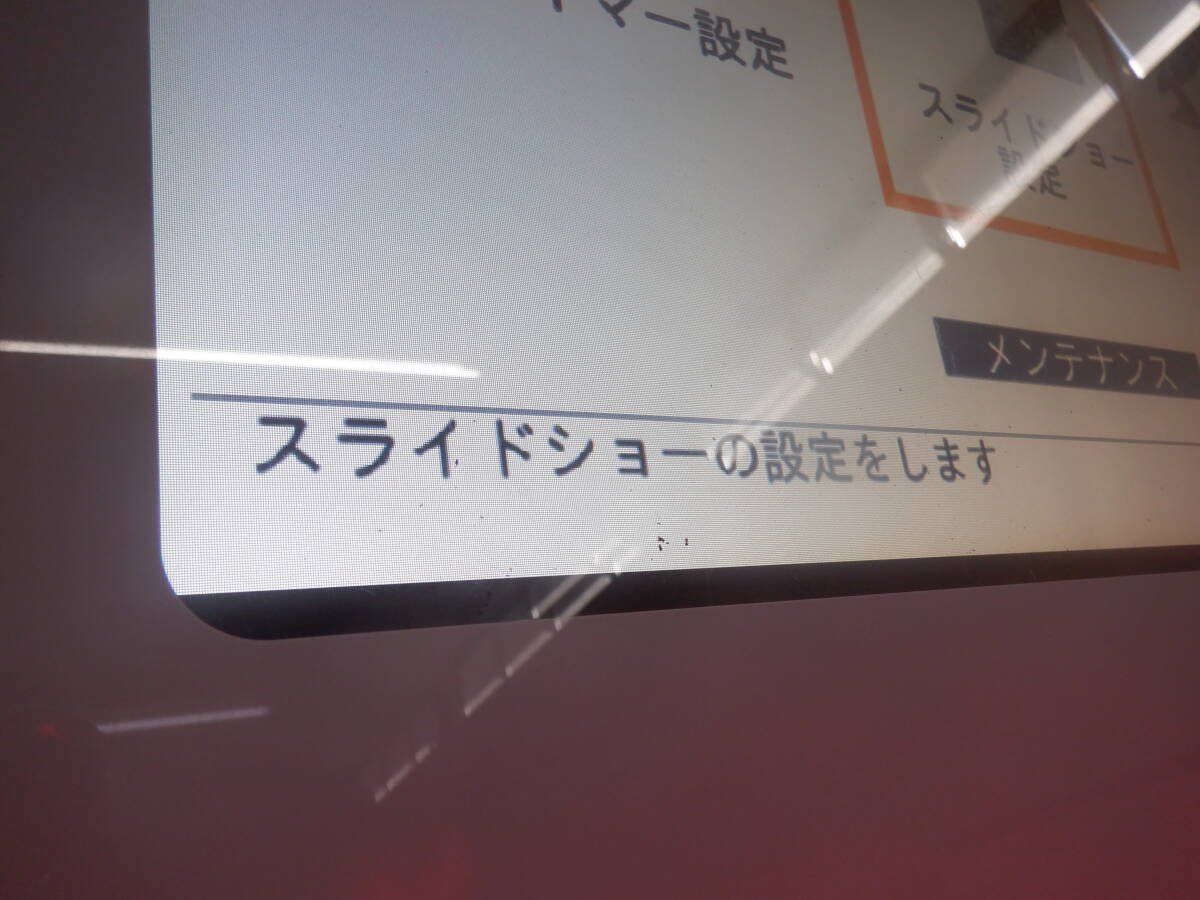 マー設定
スライドショー
設定
メンテナンス
スライドショーの設定をします